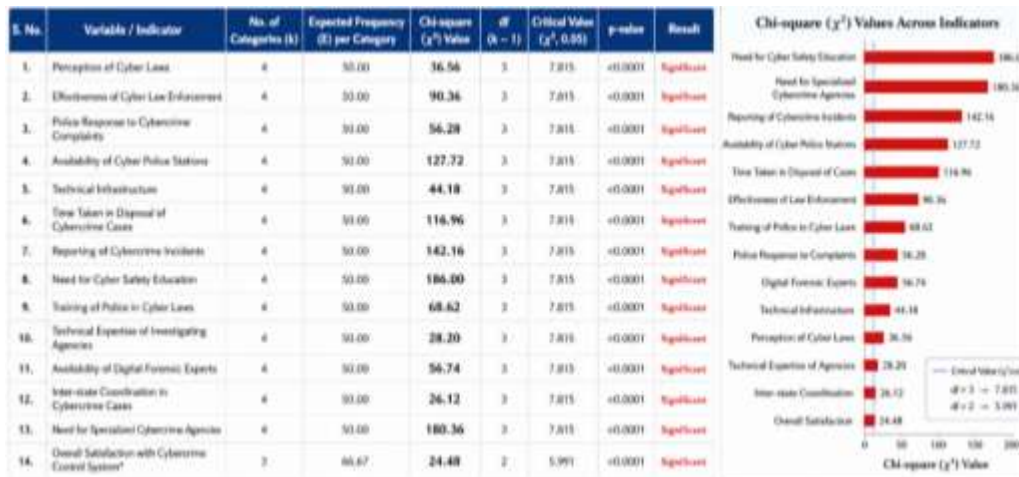 S. No.
Variable / Indicator
No. of
Categories (k)
Expected Frequency
(E) per Category
Chi-square
(χ²) Value
df
(k − 1)
Critical Value
(χ², 0.05)
p-value
Result
1. Perception of Cyber Laws 4 50.00 36.56 3 7.815 <0.0001 Significant
2. Effectiveness of Cyber Law Enforcement 4 50.00 90.36 3 7.815 <0.0001 Significant
3. Police Response to Cybercrime
Complaints 4 50.00 56.28 3 7.815 <0.0001 Significant
4. Availability of Cyber Police Stations 4 50.00 127.72 3 7.815 <0.0001 Significant
5. Technical Infrastructure 4 50.00 44.18 3 7.815 <0.0001 Significant
6. Time Taken in Disposal of
Cybercrime Cases 4 50.00 116.96 3 7.815 <0.0001 Significant
7. Reporting of Cybercrime Incidents 4 50.00 142.16 3 7.815 <0.0001 Significant
8. Need for Cyber Safety Education 4 50.00 186.00 3 7.815 <0.0001 Significant
9. Training of Police in Cyber Laws 4 50.00 68.62 3 7.815 <0.0001 Significant
10. Technical Expertise of Investigating
Agencies 4 50.00 28.20 3 7.815 <0.0001 Significant
11. Availability of Digital Forensic Experts 4 50.00 56.74 3 7.815 <0.0001 Significant
12. Inter-state Coordination in
Cybercrime Cases 4 50.00 26.12 3 7.815 <0.0001 Significant
13. Need for Specialized Cybercrime Agencies 4 50.00 180.36 3 7.815 <0.0001 Significant
14. Overall Satisfaction with Cybercrime
Control System* 3 66.67 24.48 2 5.991 <0.0001 Significant
Chi-square (χ²) Values Across Indicators
Need for Cyber Safety Education 186.0
Need for Specialized
Cybercrime Agencies 180.36
Reporting of Cybercrime Incidents 142.16
Availability of Cyber Police Stations 127.72
Time Taken in Disposal of Cases 116.96
Effectiveness of Law Enforcement 90.36
Training of Police in Cyber Laws 68.62
Police Response to Complaints 56.28
Digital Forensic Experts 56.74
Technical Infrastructure 44.18
Perception of Cyber Laws 36.56
Technical Expertise of Agencies 28.20
Inter-state Coordination 26.12
Overall Satisfaction 24.48
Critical Value
df = 3 → 7.815
df = 2 → 5.991
0 50 100 150 200
Chi-square (χ²) Value